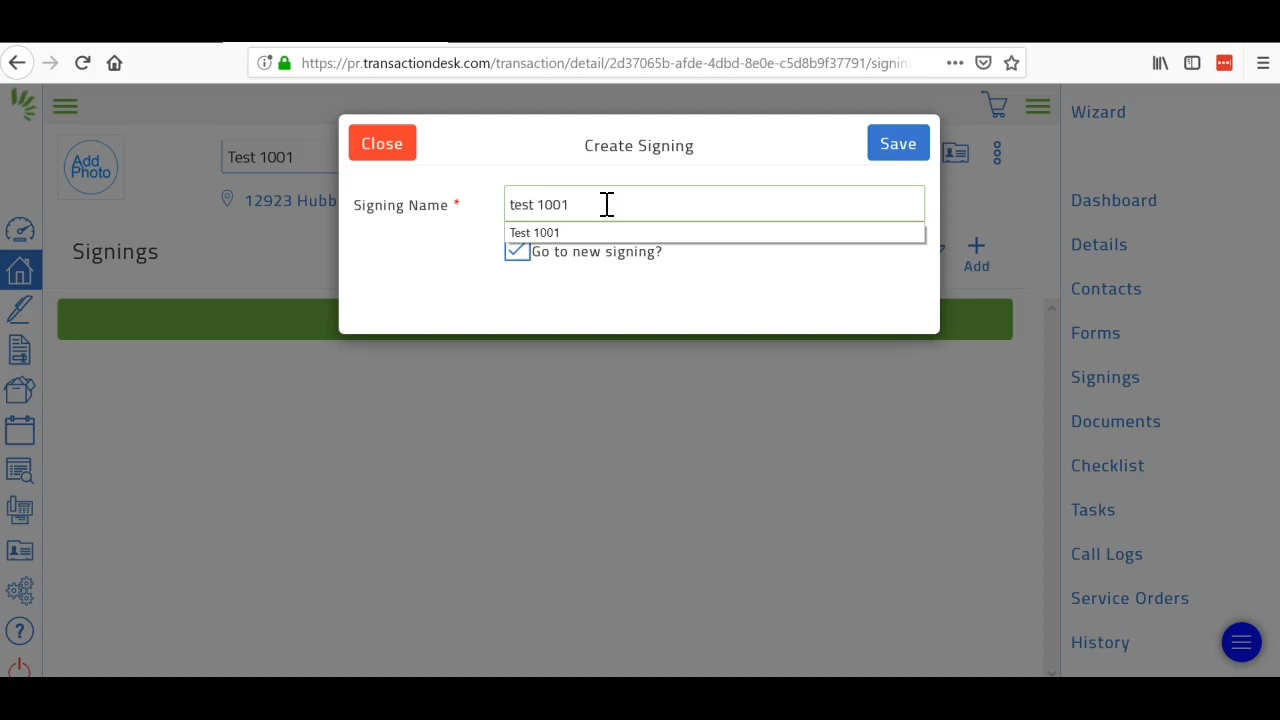 https://pr.transactiondesk.com/transaction/detail/2d37065b-afde-4dbd-8e0e-c5d8b9f37791/signin
Close
Create Signing
Save
Wizard
Add
Photo
Test 1001
12923 Hubb
Signing Name *
test 1001
Test 1001
Go to new signing?
Signings
Add
Dashboard
Details
Contacts
Forms
Signings
Documents
Checklist
Tasks
Call Logs
Service Orders
History